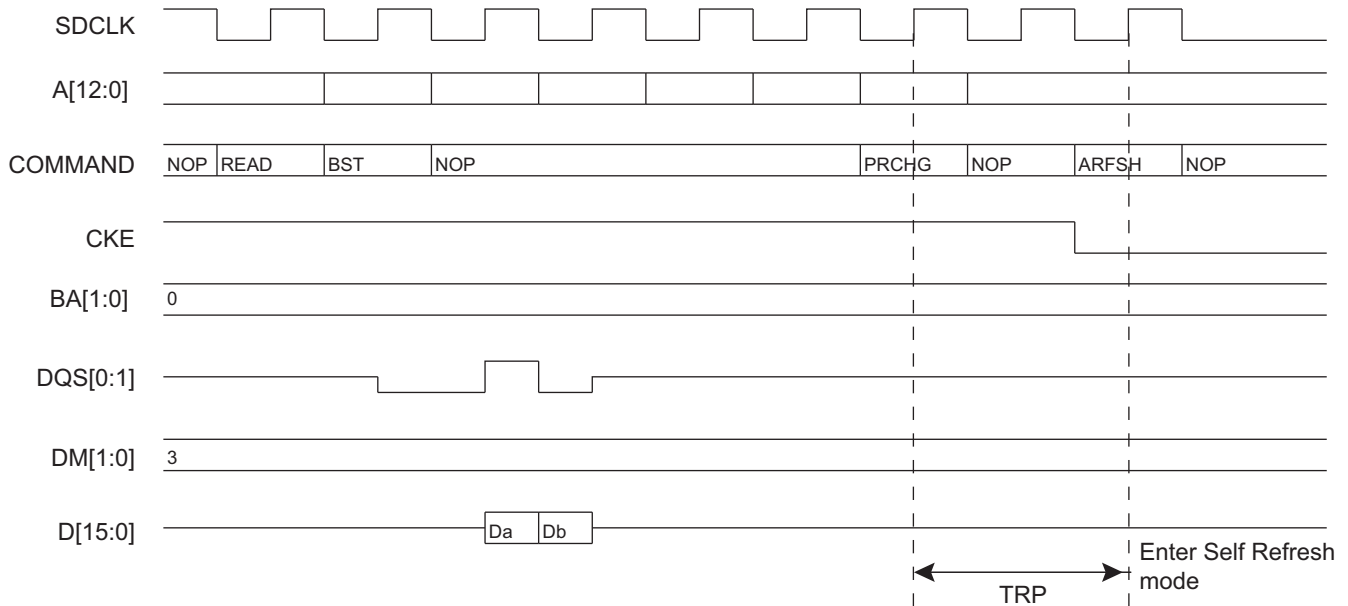 SDCLK
A[12:0]
COMMAND NOP READ BST NOP PRCHG NOP ARFSH NOP
CKE
BA[1:0] 0
DQS[0:1]
DM[1:0] 3
D[15:0] Da Db
TRP
Enter Self Refresh
mode